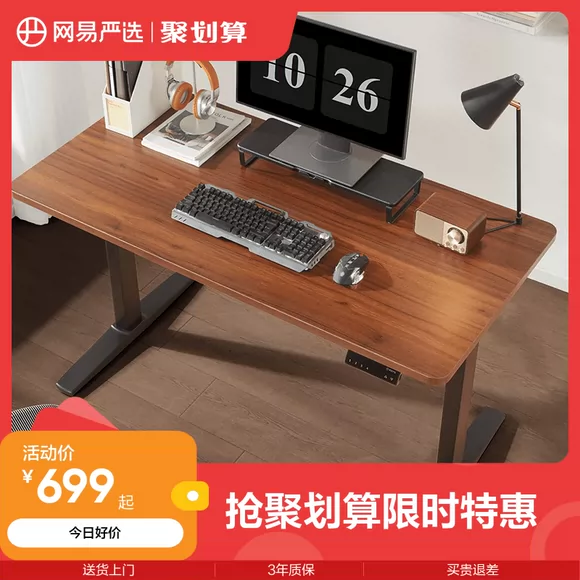 网易严选 聚划算
10 26
活动价
¥699起
今日好价
抢聚划算限时特惠
送货上门 3年质保 买贵退差